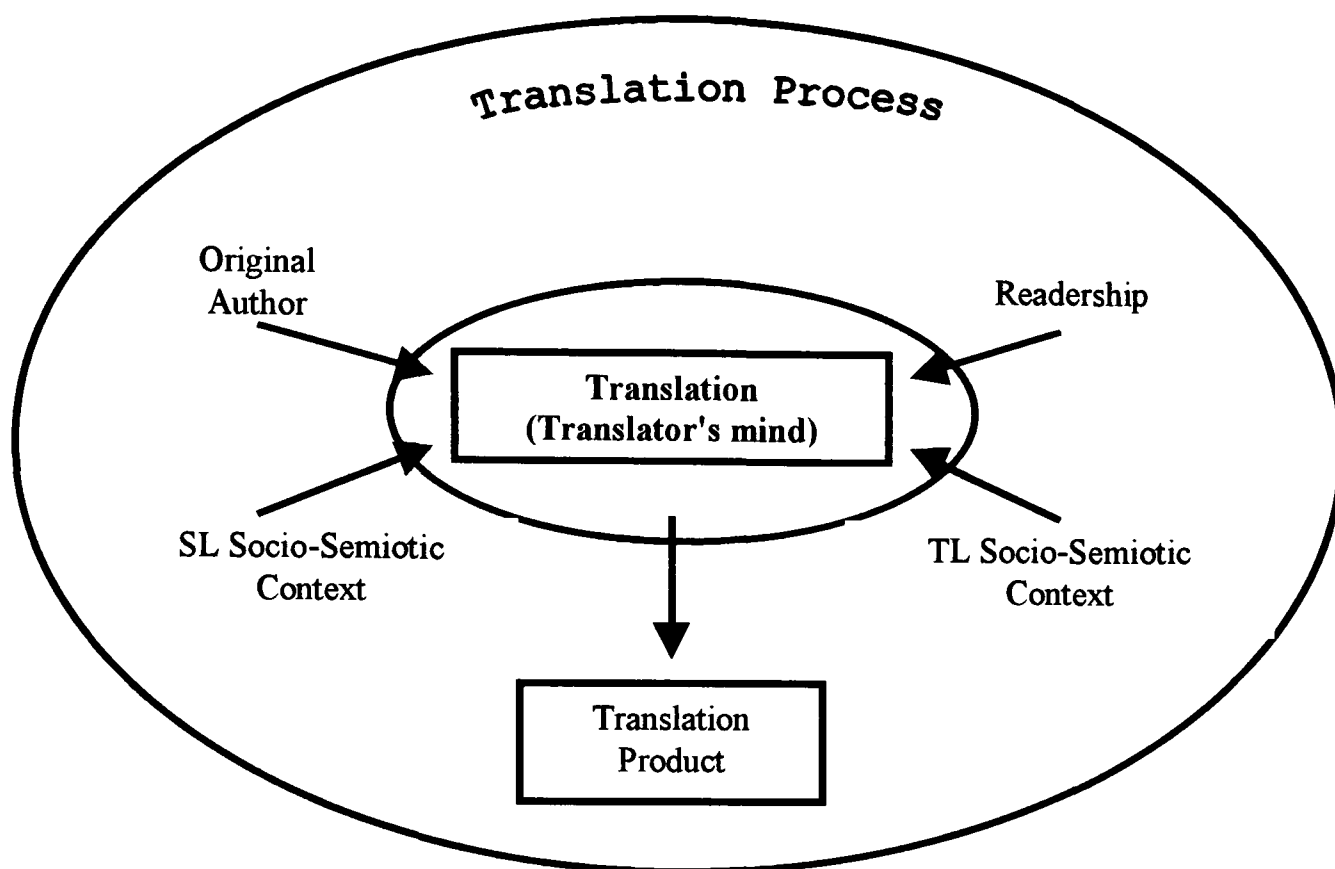 Translation Process
Original
Author
Readership
Translation
(Translator's mind)
SL Socio-Semiotic
Context
TL Socio-Semiotic
Context
Translation
Product